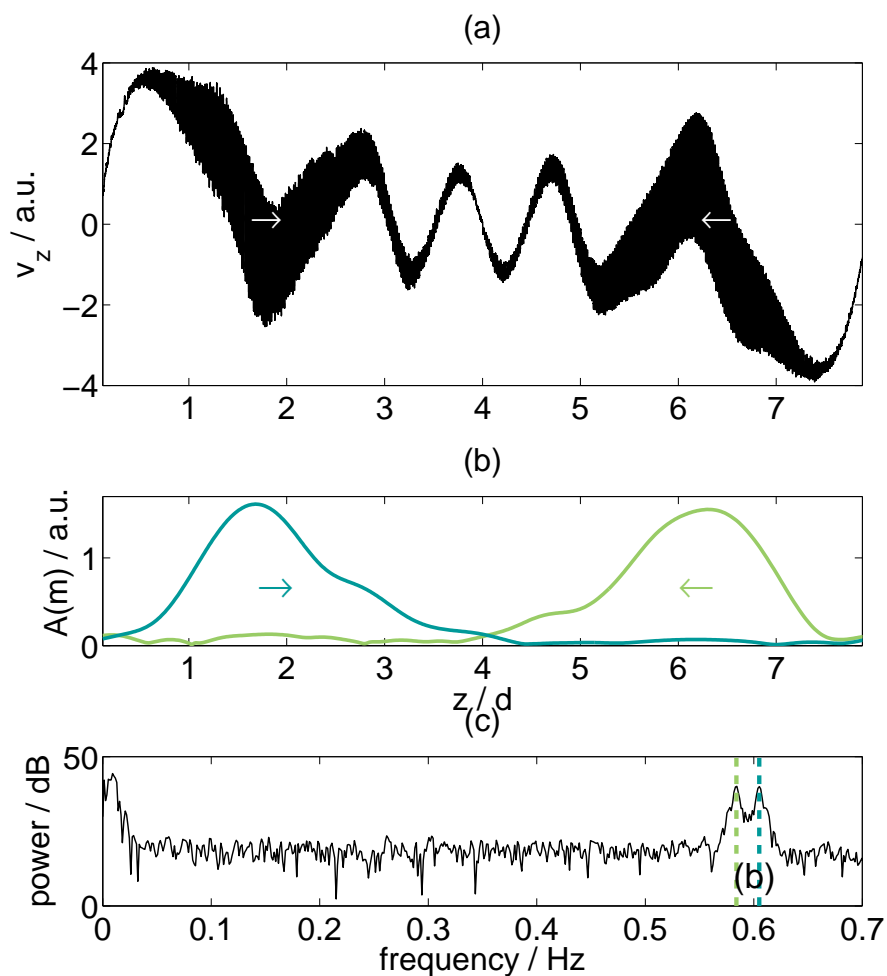 (a)
v_z / a.u.
4
2
0
−2
−4
1 2 3 4 5 6 7
(b)
A(m) / a.u.
1
0
1 2 3 4 5 6 7
z / d
(c)
power / dB
50
0
(b)
0 0.1 0.2 0.3 0.4 0.5 0.6 0.7
frequency / Hz